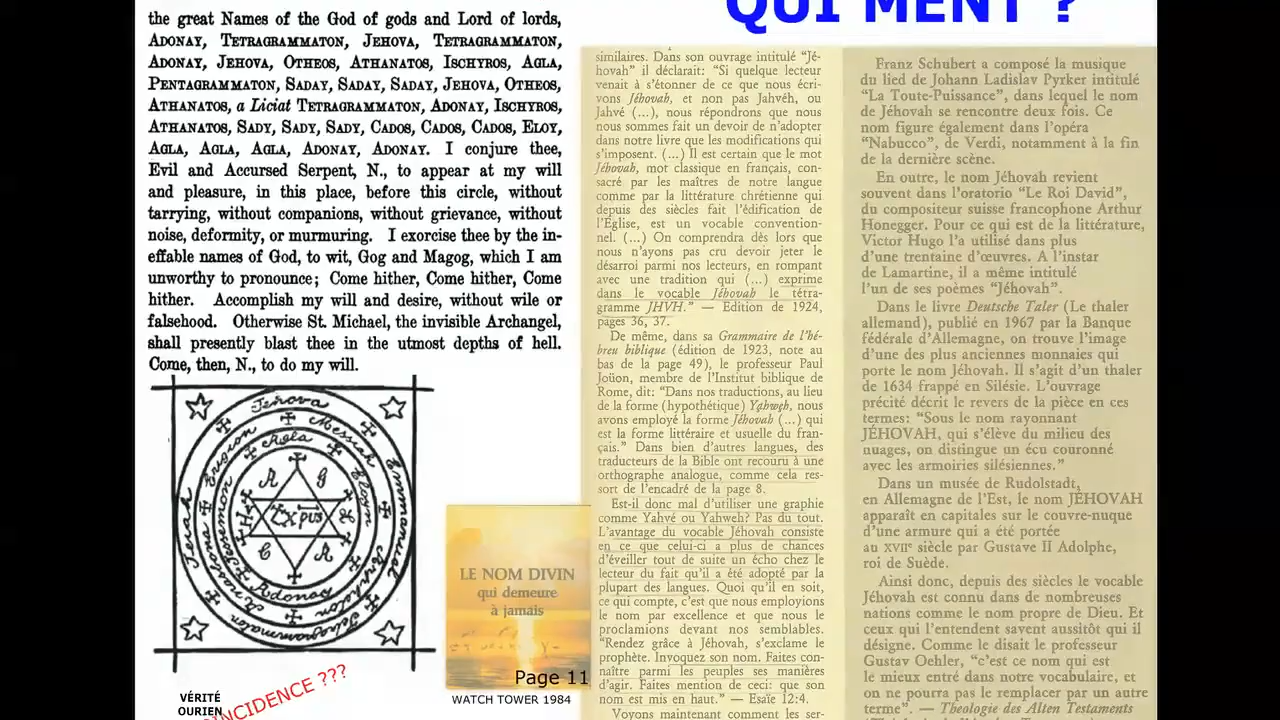 QUI MENT ?
the great Names of the God of gods and Lord of lords,
ADONAY, TETRAGRAMMATON, JEHOVA, TETRAGRAMMATON,
ADONAY, JEHOVA, OTHEOS, ATHANATOS, ISCHYROS, AGLA,
PENTAGRAMMATON, SADAY, SADAY, SADAY, JEHOVA, OTHEOS,
ATHANATOS, a Liciat TETRAGRAMMATON, ADONAY, ISCHYROS,
ATHANATOS, SADY, SADY, SADY, CADOS, CADOS, CADOS, ELOY,
AGLA, AGLA, AGLA, ADONAY, ADONAY. I conjure thee,
Evil and Accursed Serpent, N., to appear at my will
and pleasure, in this place, before this circle, without
tarrying, without companions, without grievance, without
noise, deformity, or murmuring. I exorcise thee by the in-
effable names of God, to wit, Gog and Magog, which I am
unworthy to pronounce; Come hither, Come hither, Come
hither. Accomplish my will and desire, without wile or
falsehood. Otherwise St. Michael, the invisible Archangel,
shall presently blast thee in the utmost depths of hell.
Come, then, N., to do my will.
Jehova
Messiah
Agla
Emmanuel
Tetragrammaton
Adonay
A G
C A
VÉRITÉ
OURIEN
INCIDENCE ???
LE NOM DIVIN
qui demeure
à jamais
Page 11
WATCH TOWER 1984
similaires. Dans son ouvrage intitulé “Jé-
hovah” il déclarait: “Si quelque lecteur
venait à s’étonner de ce que nous écri-
vons Jéhovah, et non pas Jahvéh, ou
Jahvé (...), nous répondrons que nous
nous sommes fait un devoir de n’adopter
dans notre livre que les modifications qui
s’imposent. (...) Il est certain que le mot
Jéhovah, mot classique en français, con-
sacré par les maîtres de notre langue
comme par la littérature chrétienne qui
depuis des siècles fait l’édification de
l’Église, est un vocable convention-
nel. (...) On comprendra dès lors que
nous n’ayons pas cru devoir jeter le
désarroi parmi nos lecteurs, en rompant
avec une tradition qui (...) exprime
dans le vocable Jéhovah le tétra-
gramme JHVH.” — Edition de 1924,
pages 36, 37.
De même, dans sa Grammaire de l’hé-
breu biblique (édition de 1923, note au
bas de la page 49), le professeur Paul
Joüon, membre de l’Institut biblique de
Rome, dit: “Dans nos traductions, au lieu
de la forme (hypothétique) Yahweh, nous
avons employé la forme Jéhovah (...) qui
est la forme littéraire et usuelle du fran-
çais.” Dans bien d’autres langues, des
traducteurs de la Bible ont recouru à une
orthographe analogue, comme cela res-
sort de l’encadré de la page 8.
Est-il donc mal d’utiliser une graphie
comme Yahvé ou Yahweh? Pas du tout.
L’avantage du vocable Jéhovah consiste
en ce que celui-ci a plus de chances
d’éveiller tout de suite un écho chez le
lecteur du fait qu’il a été adopté par la
plupart des langues. Quoi qu’il en soit,
ce qui compte, c’est que nous employions
le nom par excellence et que nous le
proclamions devant nos semblables.
“Rendez grâce à Jéhovah, s’exclame le
prophète. Invoquez son nom. Faites con-
naître parmi les peuples ses manières
d’agir. Faites mention de ceci: que son
nom est mis en haut.” — Esaïe 12:4.
Voyons maintenant comment les ser-
Franz Schubert a composé la musique
du lied de Johann Ladislav Pyrker intitulé
“La Toute-Puissance”, dans lequel le nom
de Jéhovah se rencontre deux fois. Ce
nom figure également dans l’opéra
“Nabucco”, de Verdi, notamment à la fin
de la dernière scène.
En outre, le nom Jéhovah revient
souvent dans l’oratorio “Le Roi David”,
du compositeur suisse francophone Arthur
Honegger. Pour ce qui est de la littérature,
Victor Hugo l’a utilisé dans plus
d’une trentaine d’œuvres. A l’instar
de Lamartine, il a même intitulé
l’un de ses poèmes “Jéhovah”.
Dans le livre Deutsche Taler (Le thaler
allemand), publié en 1967 par la Banque
fédérale d’Allemagne, on trouve l’image
d’une des plus anciennes monnaies qui
porte le nom Jéhovah. Il s’agit d’un thaler
de 1634 frappé en Silésie. L’ouvrage
précité décrit le revers de la pièce en ces
termes: “Sous le nom rayonnant
JÉHOVAH, qui s’élève du milieu des
nuages, on distingue un écu couronné
avec les armoiries silésiennes.”
Dans un musée de Rudolstadt,
en Allemagne de l’Est, le nom JÉHOVAH
apparaît en capitales sur le couvre-nuque
d’une armure qui a été portée
au XVIIe siècle par Gustave II Adolphe,
roi de Suède.
Ainsi donc, depuis des siècles le vocable
Jéhovah est connu dans de nombreuses
nations comme le nom propre de Dieu. Et
ceux qui l’entendent savent aussitôt qui il
désigne. Comme le disait le professeur
Gustav Oehler, “c’est ce nom qui est
le mieux entré dans notre vocabulaire, et
on ne pourra pas le remplacer par un autre
terme”. — Theologie des Alten Testaments